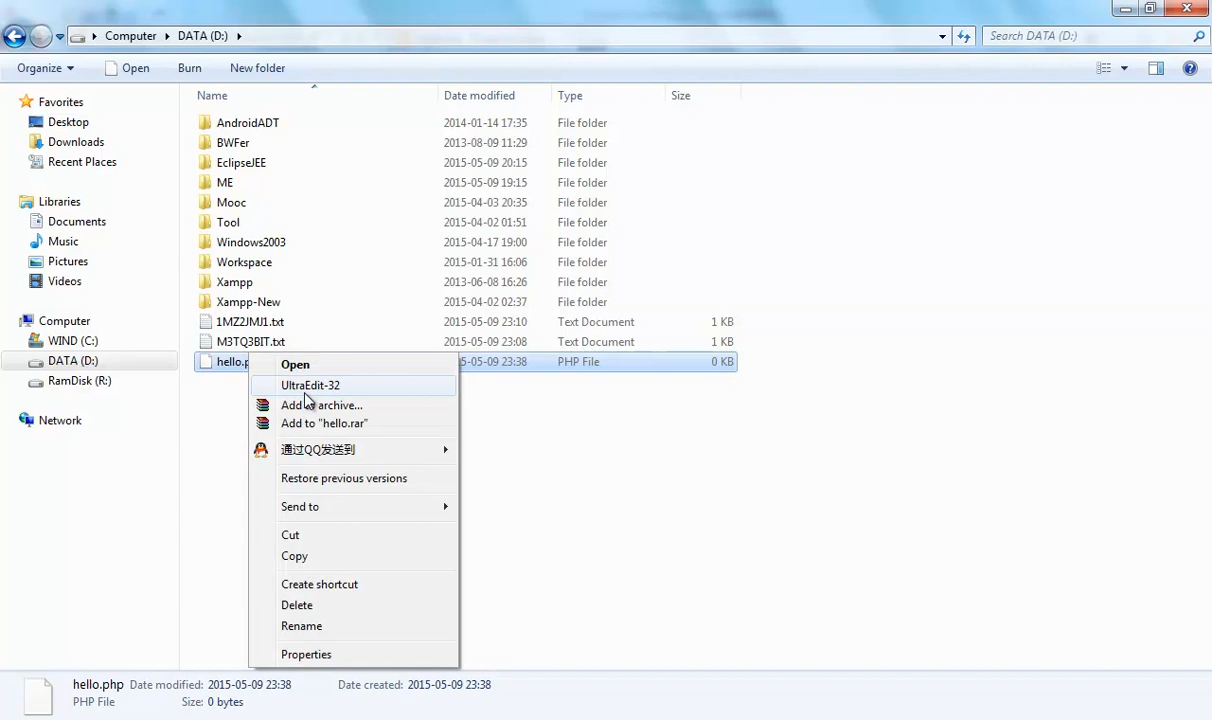 Computer DATA (D:) Search DATA (D:)
Organize Open Burn New folder
Name Date modified Type Size
Favorites
Desktop
Downloads
Recent Places
Libraries
Documents
Music
Pictures
Videos
Computer
WIND (C:)
DATA (D:)
RamDisk (R:)
Network
AndroidADT 2014-01-14 17:35 File folder
BWFer 2013-08-09 11:29 File folder
EclipseJEE 2015-05-09 20:15 File folder
ME 2015-05-09 19:15 File folder
Mooc 2015-04-03 20:35 File folder
Tool 2015-04-02 01:51 File folder
Windows2003 2015-04-17 19:00 File folder
Workspace 2015-01-31 16:06 File folder
Xampp 2013-06-08 16:26 File folder
Xampp-New 2015-04-02 02:37 File folder
1MZ2JMJ1.txt 2015-05-09 23:10 Text Document 1 KB
M3TQ3BIT.txt 2015-05-09 23:08 Text Document 1 KB
hello.p 5-05-09 23:38 PHP File 0 KB
Open
UltraEdit-32
Add to archive...
Add to "hello.rar"
通过QQ发送到
Restore previous versions
Send to
Cut
Copy
Create shortcut
Delete
Rename
Properties
hello.php Date modified: 2015-05-09 23:38 Date created: 2015-05-09 23:38
PHP File Size: 0 bytes